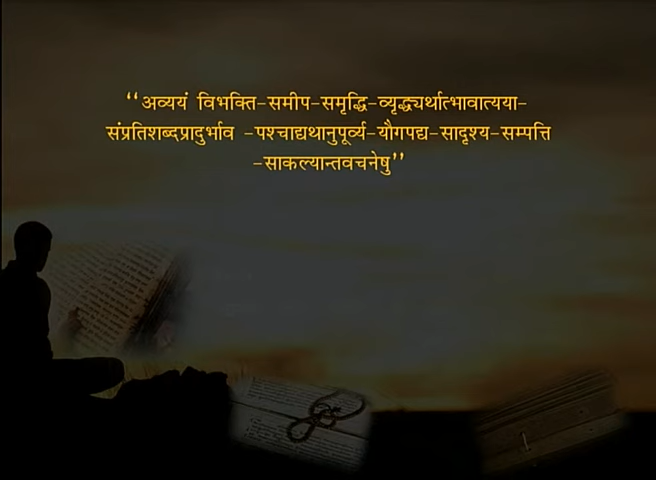 ‘‘अव्ययं विभक्ति-समीप-समृद्धि-व्यृद्ध्यर्थात्भावात्यया-
संप्रतिशब्दप्रादुर्भाव -पश्चाद्यथानुपूर्व्य-यौगपद्य-सादृश्य-सम्पत्ति
-साकल्यान्तवचनेषु’’